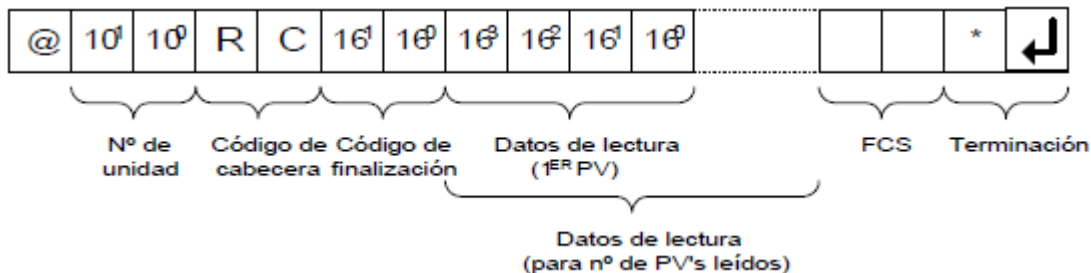 @ 10¹ 10⁰ R C 16¹ 16⁰ 16³ 16² 16¹ 16⁰ * ↵
Nº de unidad
Código de cabecera
Código de finalización
Datos de lectura
(1ᴱᴿ PV)
FCS
Terminación
Datos de lectura
(para nº de PV's leídos)